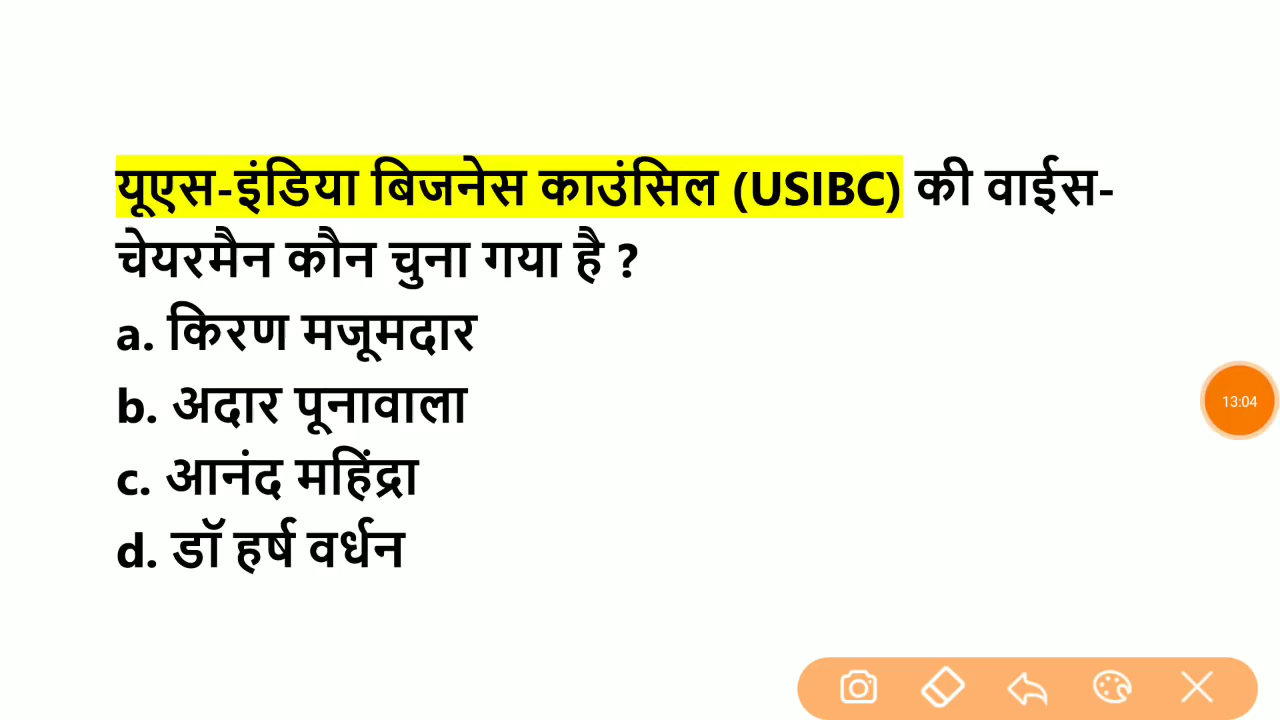 यूएस-इंडिया बिजनेस काउंसिल (USIBC) की वाईस-
चेयरमैन कौन चुना गया है ?
a. किरण मजूमदार
b. अदार पूनावाला
c. आनंद महिंद्रा
d. डॉ हर्ष वर्धन
13:04